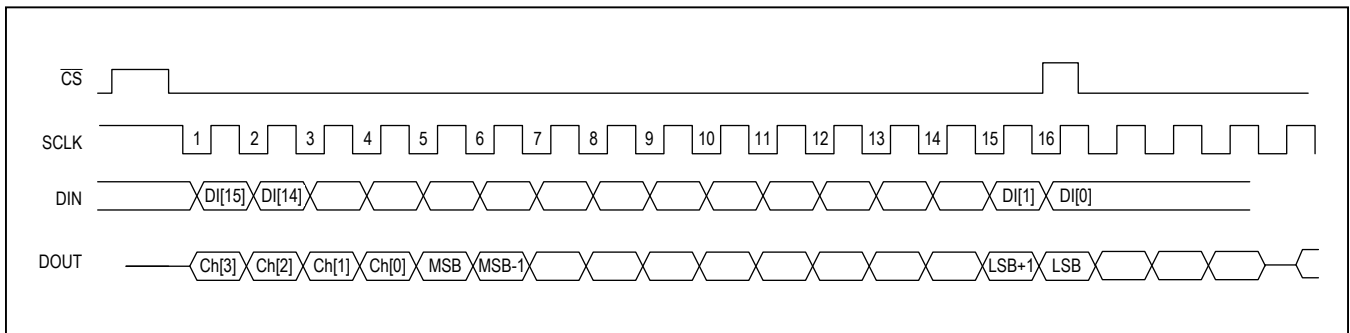 CS
SCLK 1 2 3 4 5 6 7 8 9 10 11 12 13 14 15 16
DIN DI[15] DI[14] DI[1] DI[0]
DOUT Ch[3] Ch[2] Ch[1] Ch[0] MSB MSB-1 LSB+1 LSB